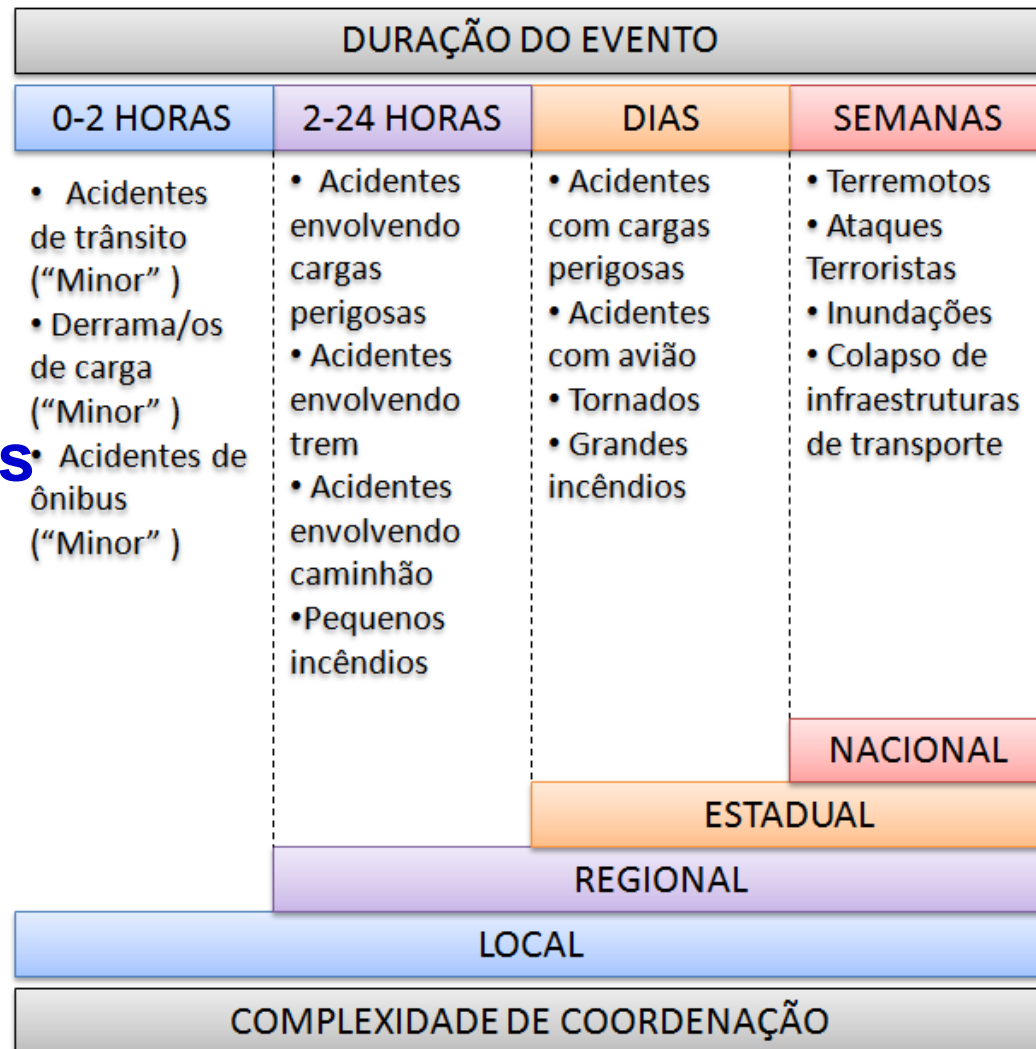 DURAÇÃO DO EVENTO
0-2 HORAS
2-24 HORAS
DIAS
SEMANAS
• Acidentes
de trânsito
(“Minor” )
• Derrama/os
de carga
(“Minor” )
• Acidentes de
ônibus
(“Minor” )
s
• Acidentes
envolvendo
cargas
perigosas
• Acidentes
envolvendo
trem
• Acidentes
envolvendo
caminhão
•Pequenos
incêndios
• Acidentes
com cargas
perigosas
• Acidentes
com avião
• Tornados
• Grandes
incêndios
• Terremotos
• Ataques
Terroristas
• Inundações
• Colapso de
infraestruturas
de transporte
NACIONAL
ESTADUAL
REGIONAL
LOCAL
COMPLEXIDADE DE COORDENAÇÃO